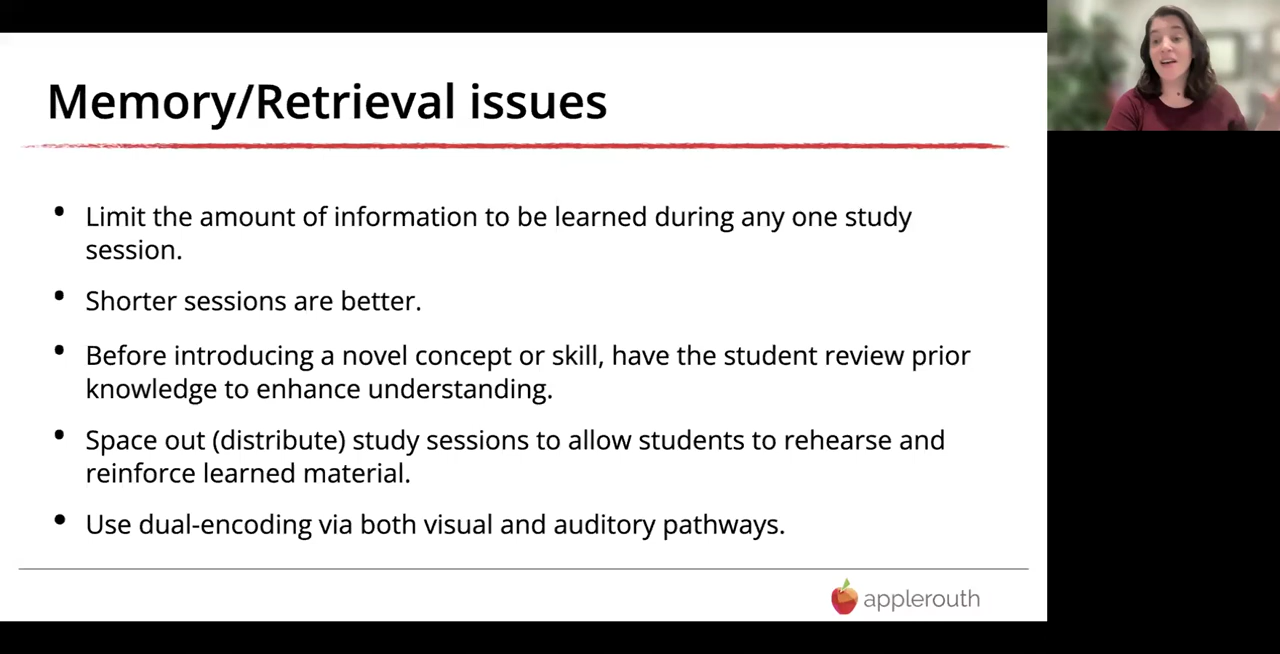 Memory/Retrieval issues
• Limit the amount of information to be learned during any one study
session.
• Shorter sessions are better.
• Before introducing a novel concept or skill, have the student review prior
knowledge to enhance understanding.
• Space out (distribute) study sessions to allow students to rehearse and
reinforce learned material.
• Use dual-encoding via both visual and auditory pathways.
applerouth